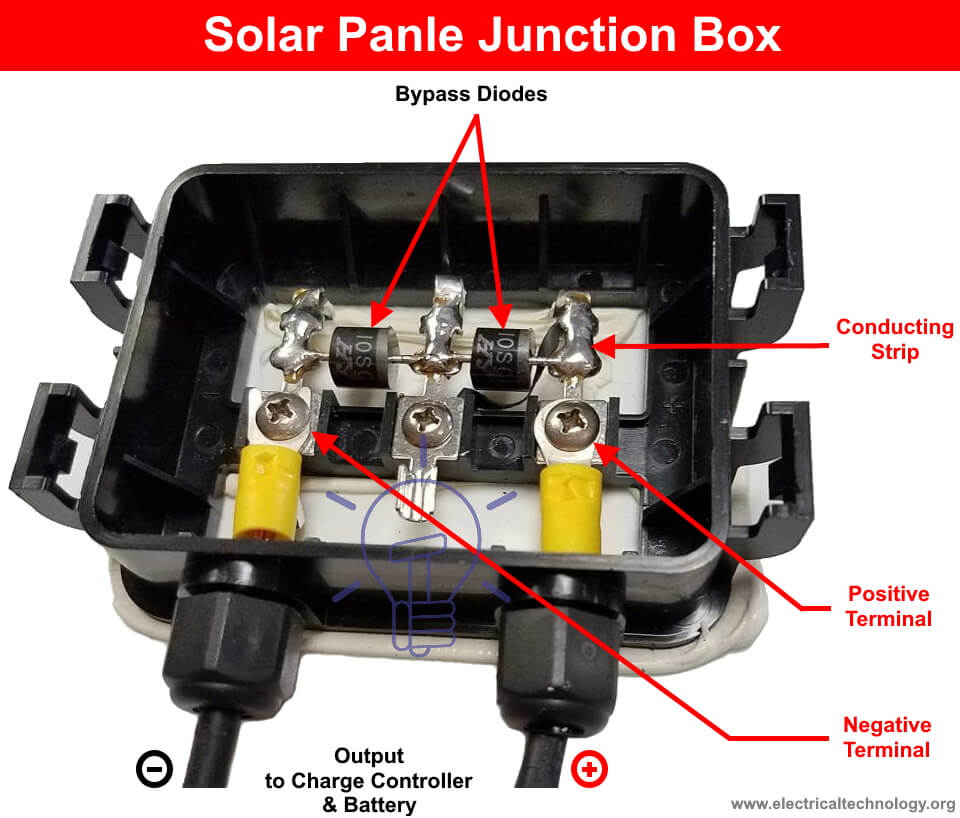 Solar Panle Junction Box
Bypass Diodes
Conducting
Strip
Positive
Terminal
Negative
Terminal
Output
to Charge Controller
& Battery
www.electricaltechnology.org